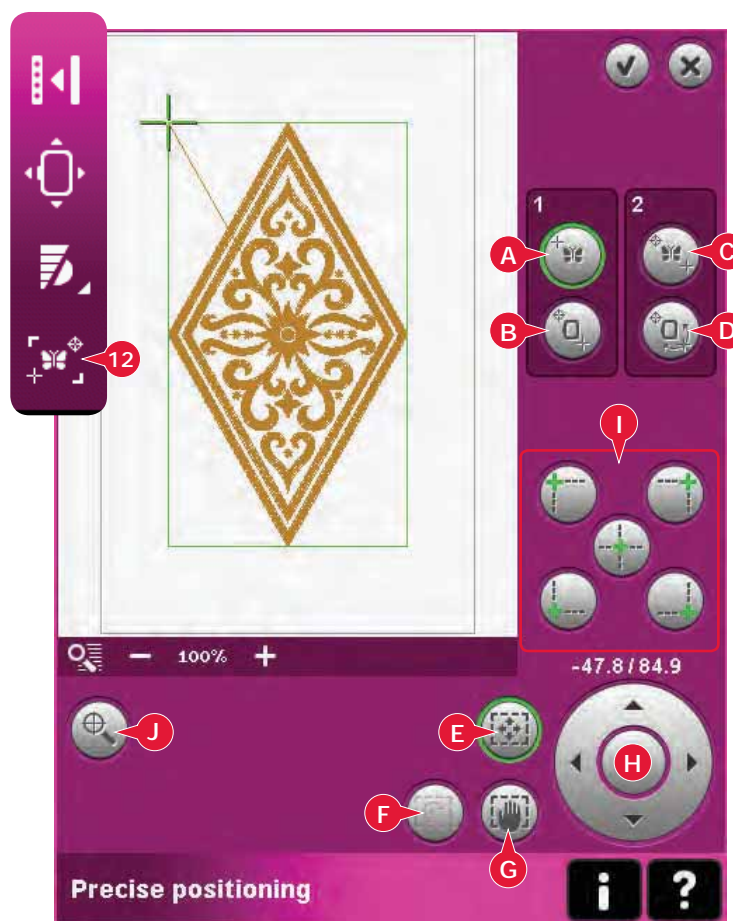 1 2
A C
B D
12
I
100%
-47.8/84.9
J E H
F G
Precise positioning
i ?